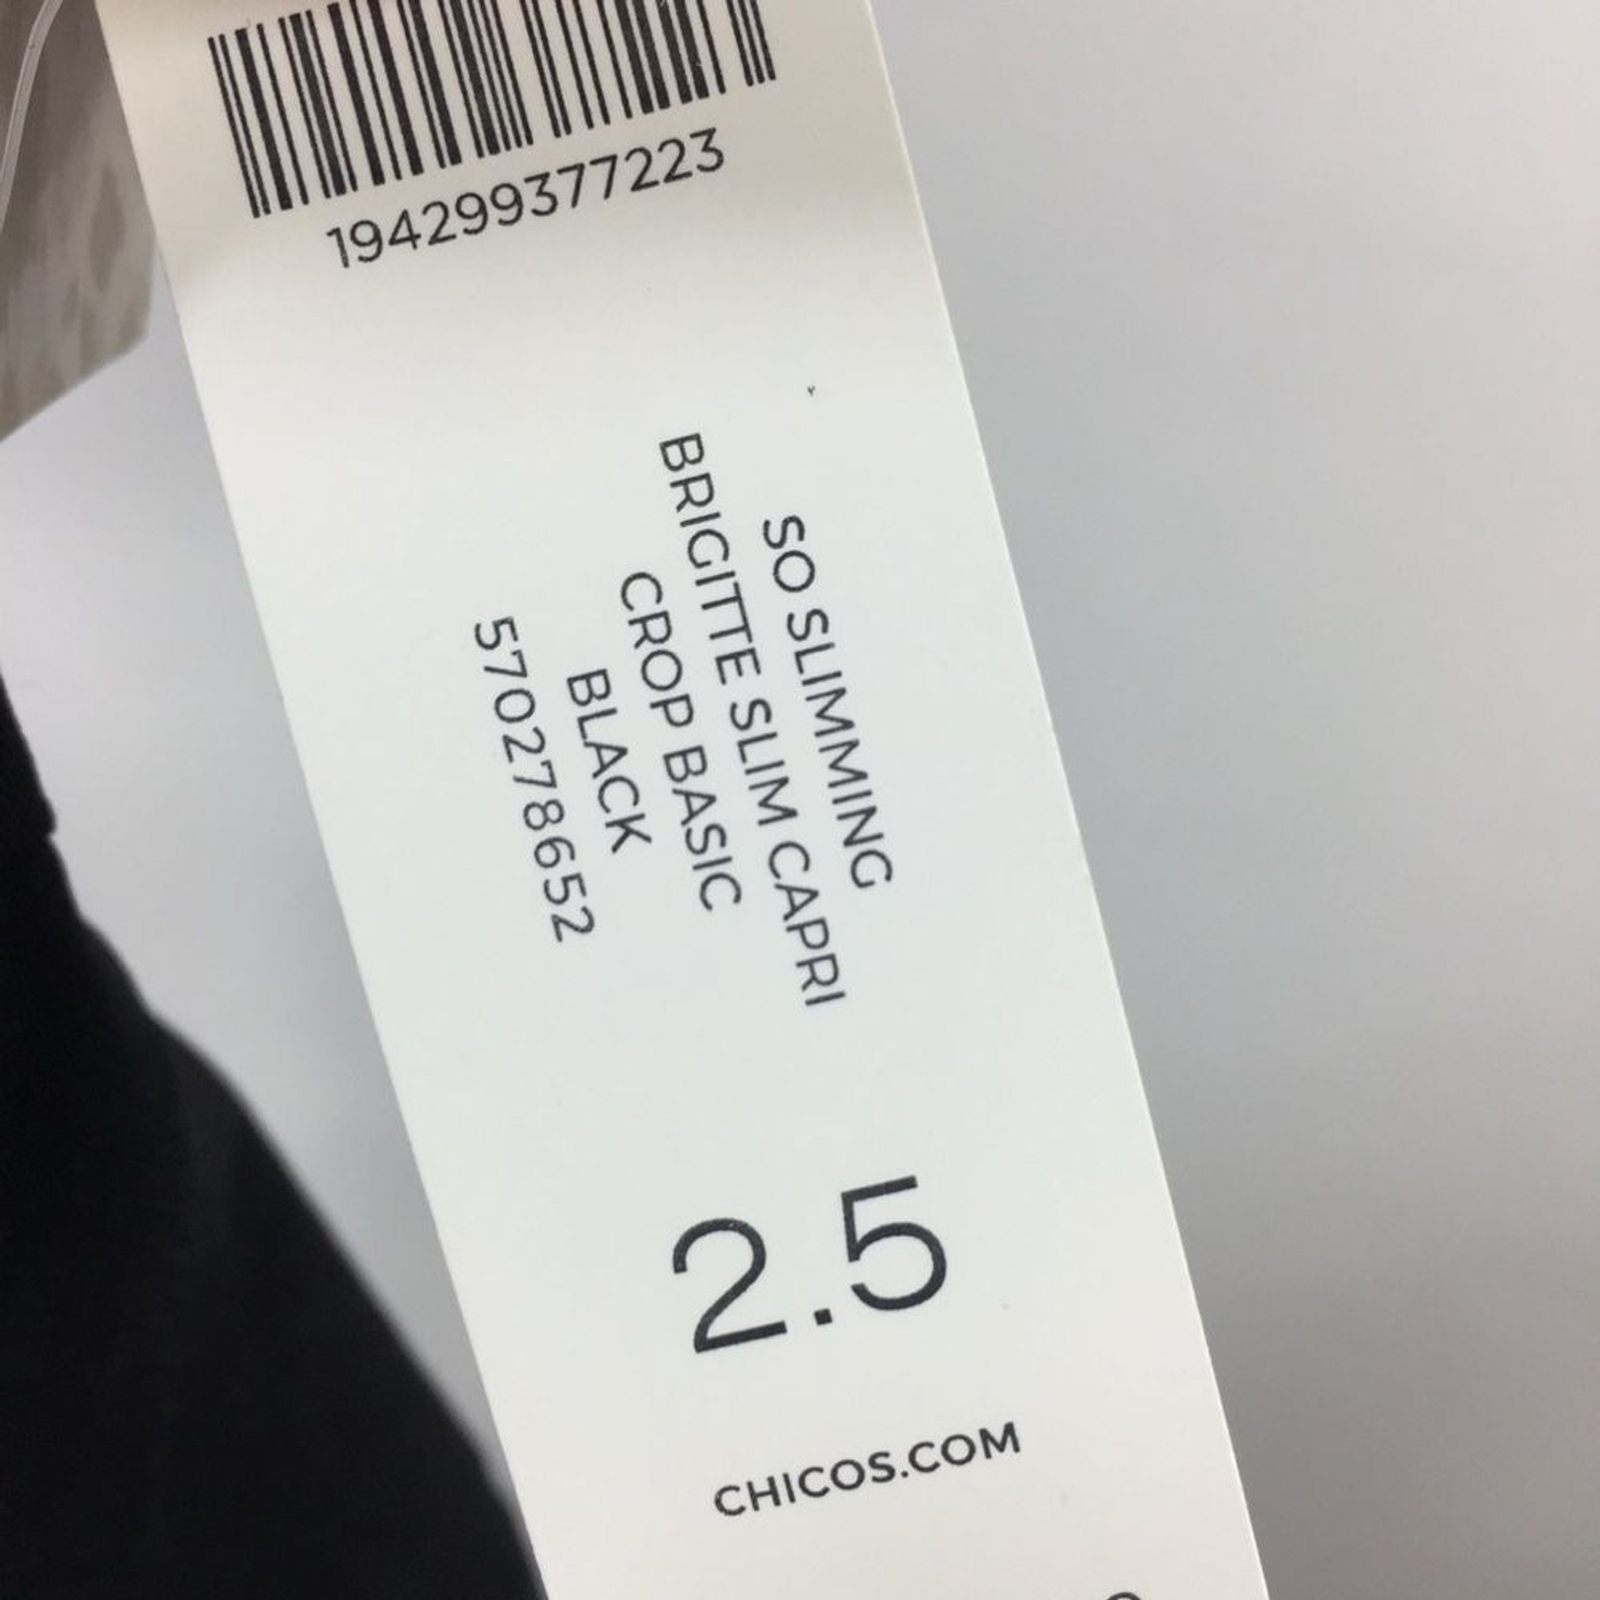 194299377223
SO SLIMMING
BRIGITTE SLIM CAPRI
CROP BASIC
BLACK
570278652
2.5
CHICOS.COM